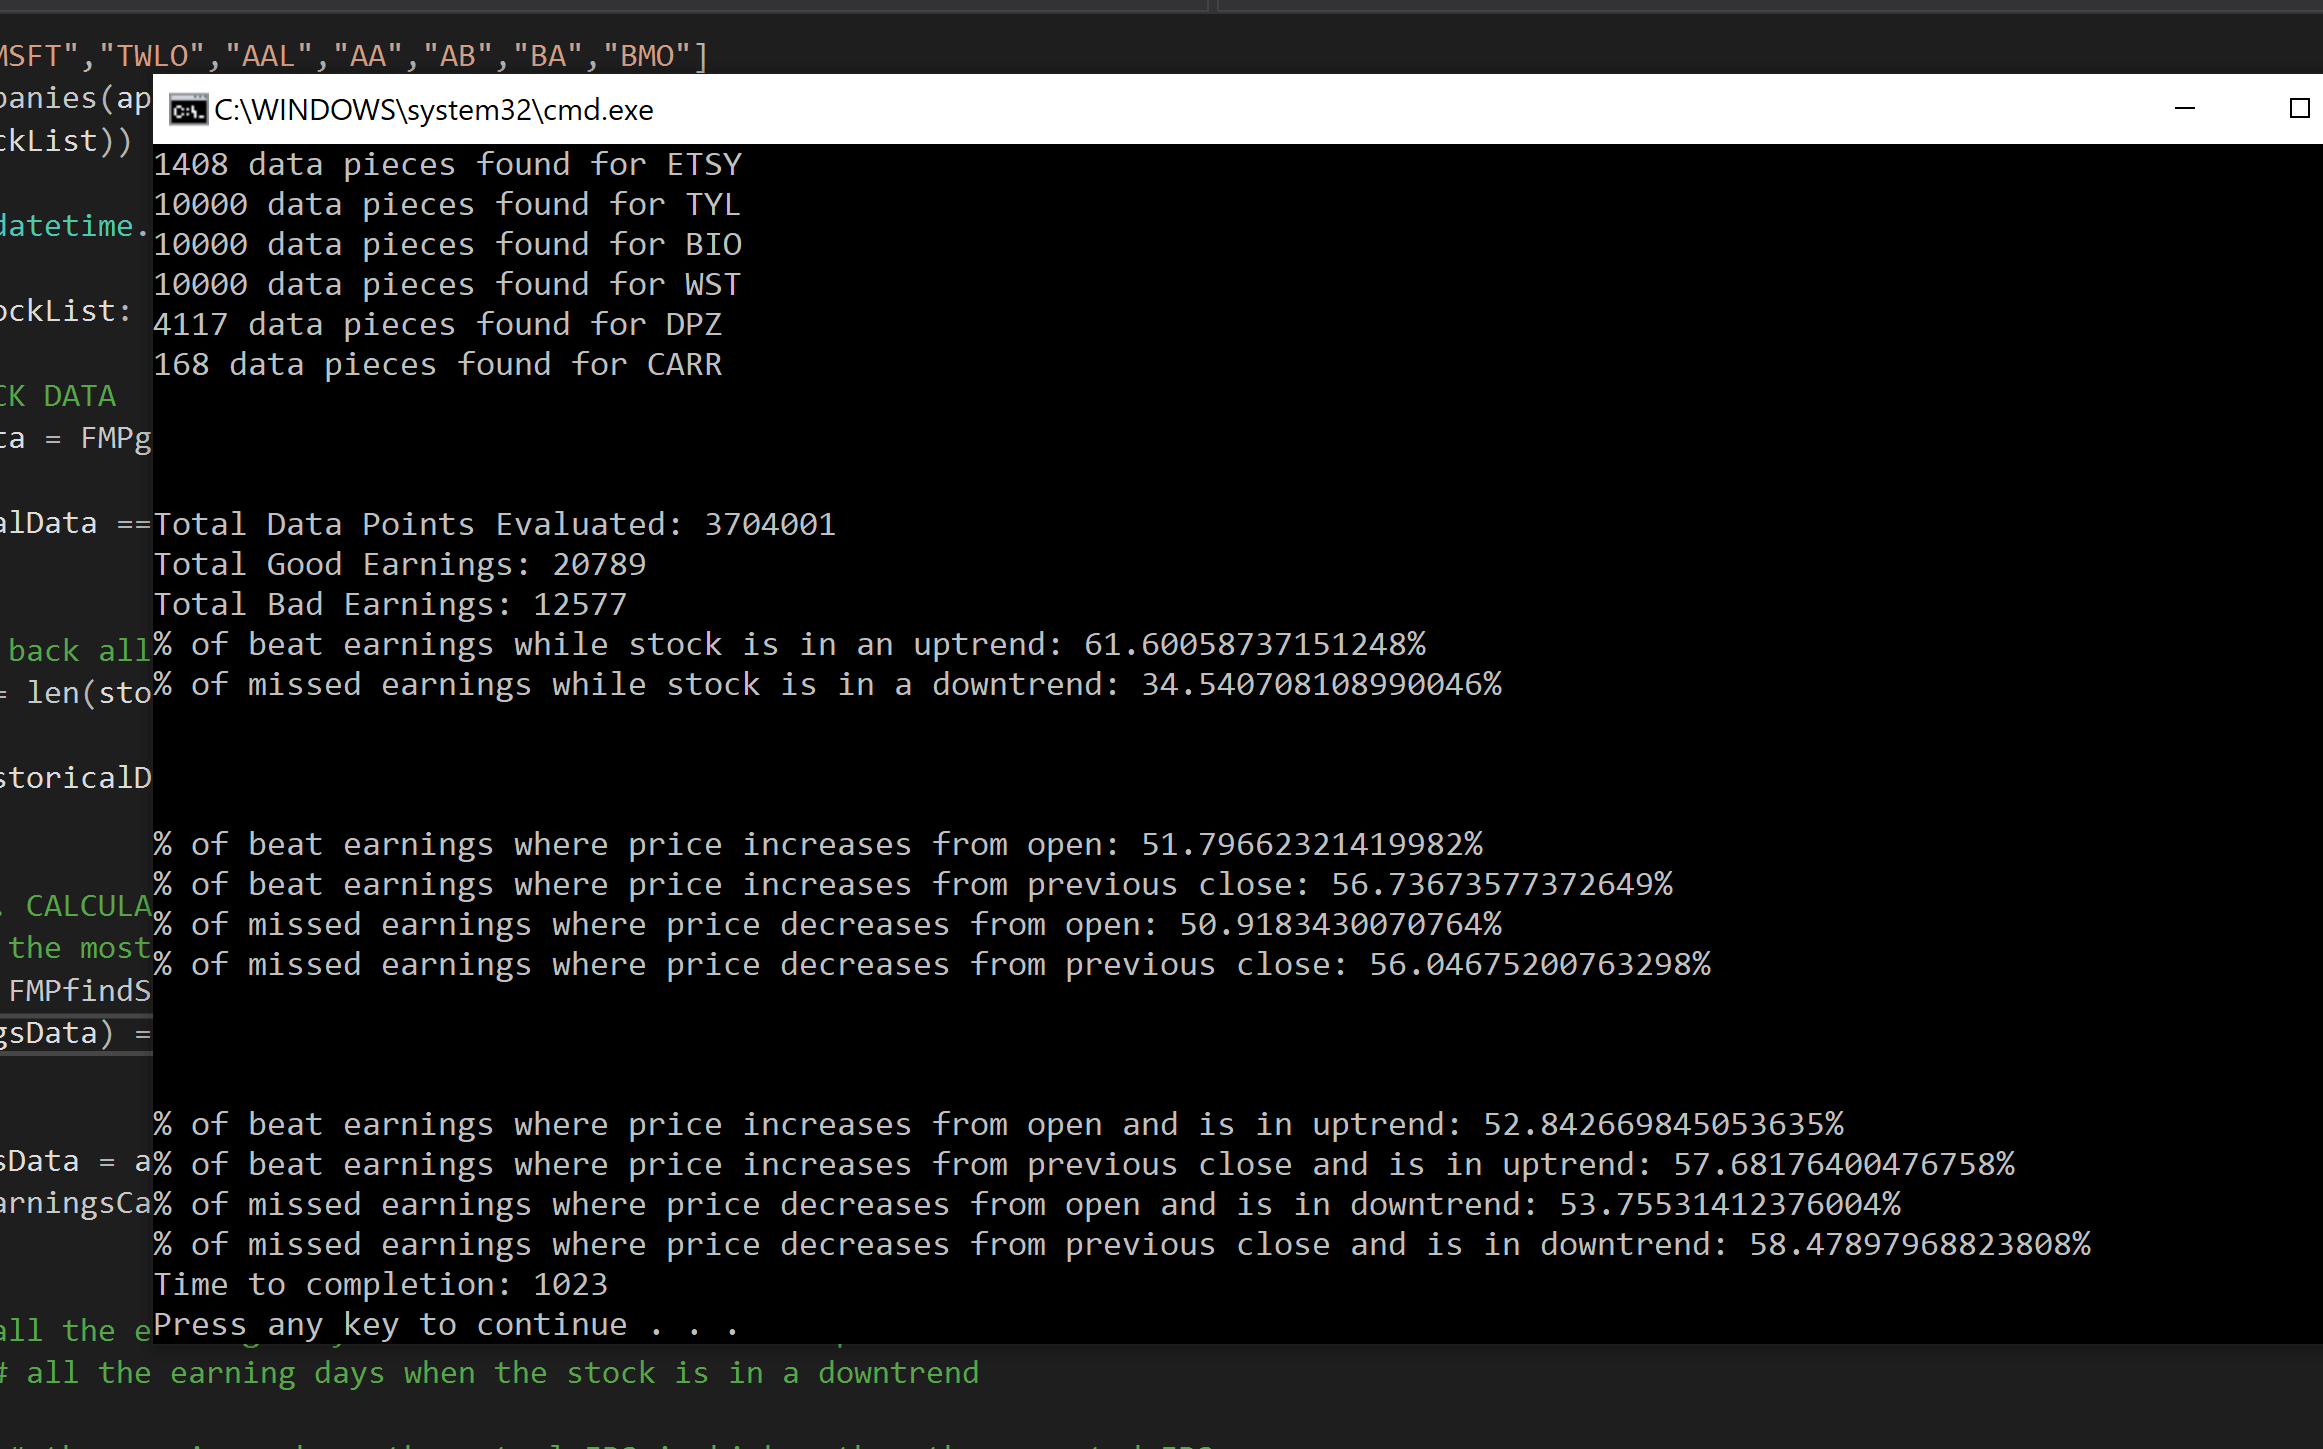 MSFT","TWLO","AAL","AA","AB","BA","BMO"]
panies(ap
C:\WINDOWS\system32\cmd.exe
ckList))
1408 data pieces found for ETSY
10000 data pieces found for TYL
datetime.
10000 data pieces found for BIO
10000 data pieces found for WST
ockList:
4117 data pieces found for DPZ
168 data pieces found for CARR
CK DATA
ta = FMPg
alData ==
Total Data Points Evaluated: 3704001
Total Good Earnings: 20789
Total Bad Earnings: 12577
back all
% of beat earnings while stock is in an uptrend: 61.60058737151248%
= len(sto
% of missed earnings while stock is in a downtrend: 34.540708108990046%
storicalD
% of beat earnings where price increases from open: 51.79662321419982%
% of beat earnings where price increases from previous close: 56.73673577372649%
. CALCULA
% of missed earnings where price decreases from open: 50.9183430070764%
the most
% of missed earnings where price decreases from previous close: 56.04675200763298%
FMPfindS
gsData) =
% of beat earnings where price increases from open and is in uptrend: 52.842669845053635%
sData = a
% of beat earnings where price increases from previous close and is in uptrend: 57.68176400476758%
arningsCa
% of missed earnings where price decreases from open and is in downtrend: 53.75531412376004%
% of missed earnings where price decreases from previous close and is in downtrend: 58.47897968823808%
Time to completion: 1023
all the e
Press any key to continue . . .
# all the earning days when the stock is in a downtrend